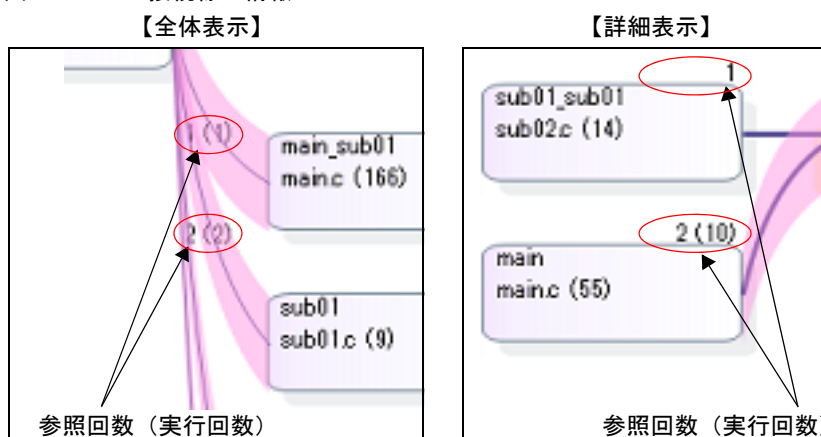 【全体表示】
【詳細表示】
1 (1)
main_sub01
main.c (166)
2 (2)
sub01
sub01.c (9)
参照回数（実行回数）
1
sub01_sub01
sub02.c (14)
2 (10)
main
main.c (55)
参照回数（実行回数）